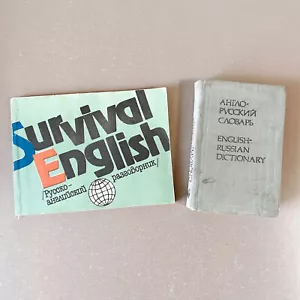 Survival
English
/Русско-
английский разговорник/
АНГЛО-
РУССКИЙ
СЛОВАРЬ
ENGLISH-
RUSSIAN
DICTIONARY